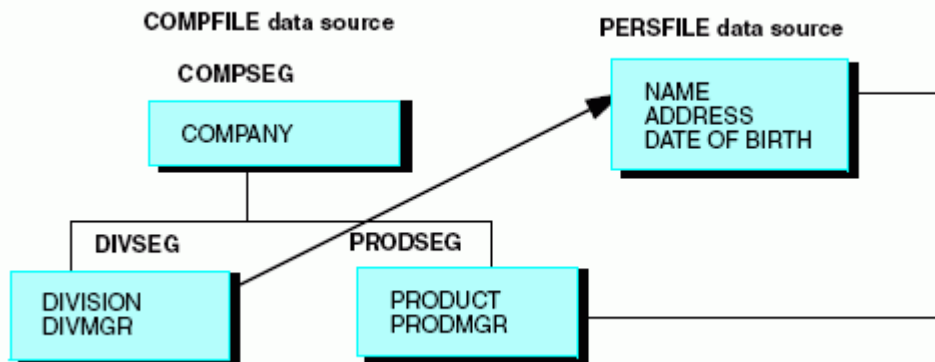 COMPFILE data source
PERSFILE data source
COMPSEG
COMPANY
NAME
ADDRESS
DATE OF BIRTH
DIVSEG
PRODSEG
DIVISION
DIVMGR
PRODUCT
PRODMGR